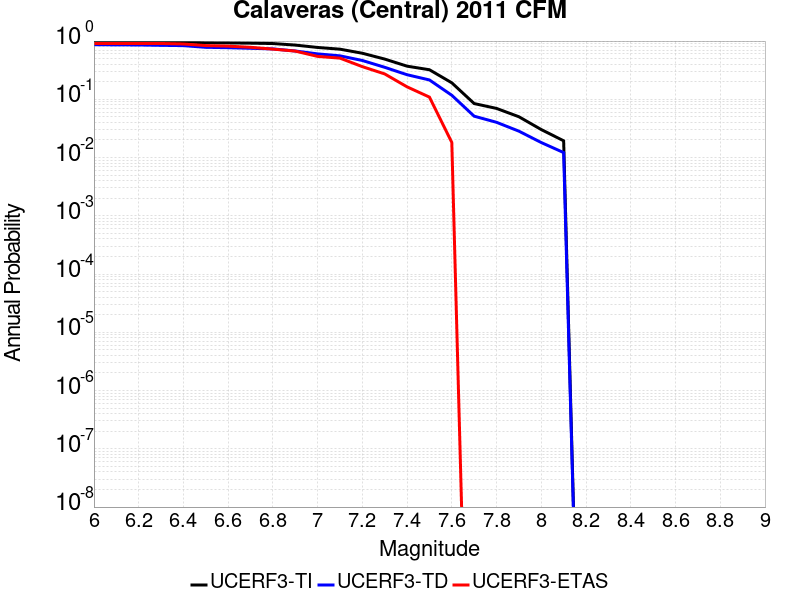 Calaveras (Central) 2011 CFM
10^0
10^-1
10^-2
10^-3
10^-4
10^-5
10^-6
10^-7
10^-8
Annual Probability
6 6.2 6.4 6.6 6.8 7 7.2 7.4 7.6 7.8 8 8.2 8.4 8.6 8.8 9
Magnitude
UCERF3-TI UCERF3-TD UCERF3-ETAS